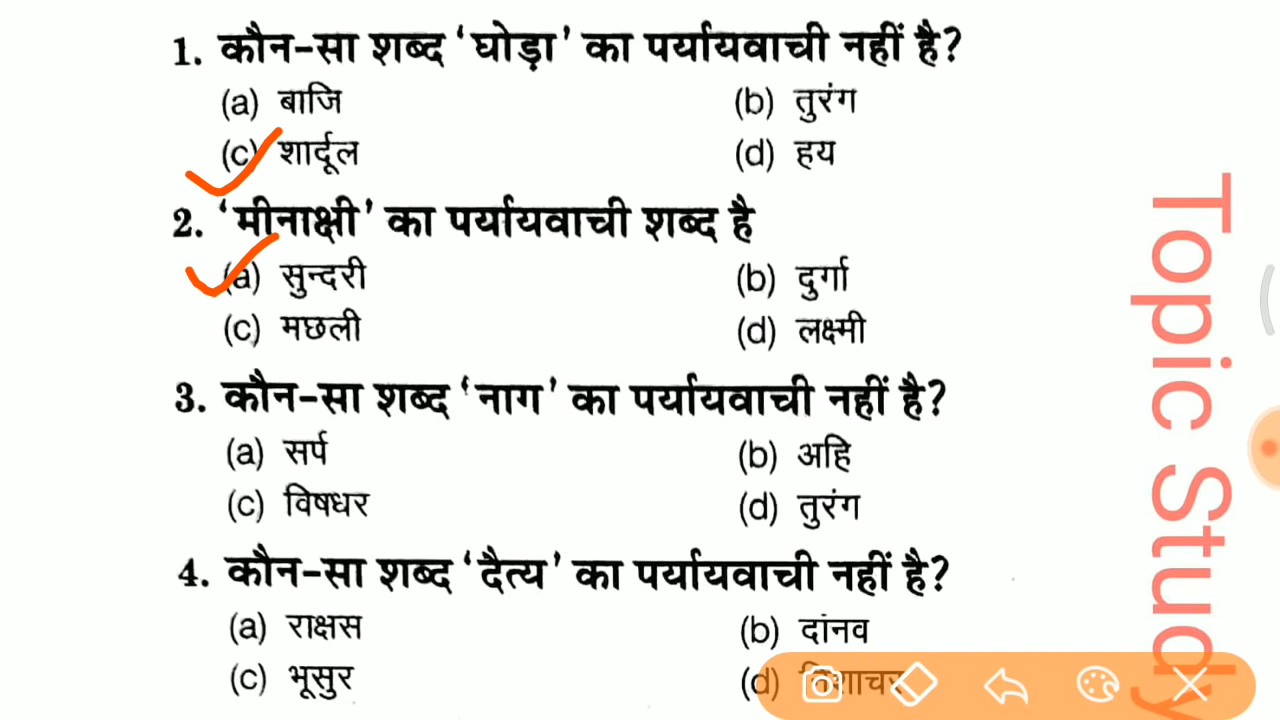 1. कौन-सा शब्द ‘घोड़ा’ का पर्यायवाची नहीं है?
(a) बाजि (b) तुरंग
(c) शार्दूल (d) हय
2. ‘मीनाक्षी’ का पर्यायवाची शब्द है
(a) सुन्दरी (b) दुर्गा
(c) मछली (d) लक्ष्मी
3. कौन-सा शब्द ‘नाग’ का पर्यायवाची नहीं है?
(a) सर्प (b) अहि
(c) विषधर (d) तुरंग
4. कौन-सा शब्द ‘दैत्य’ का पर्यायवाची नहीं है?
(a) राक्षस (b) दांनव
(c) भूसुर (d) निशाचर
Topic Study